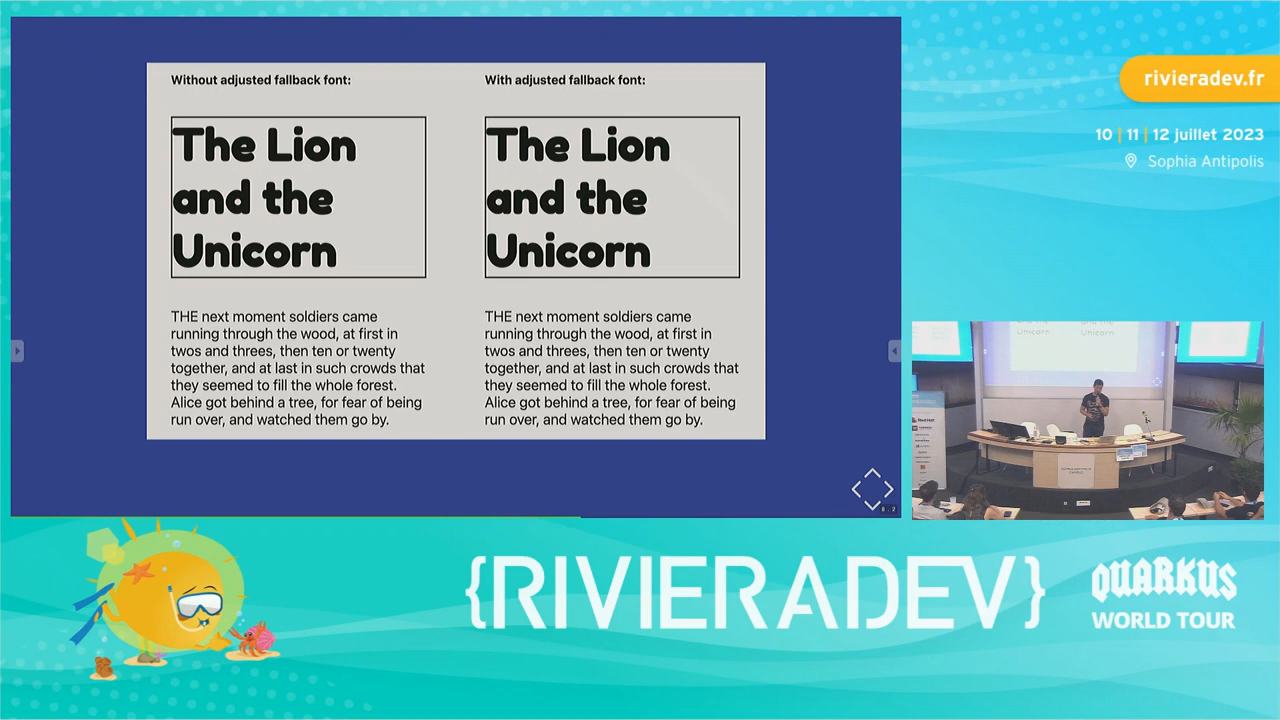 Without adjusted fallback font:
The Lion
and the
Unicorn
THE next moment soldiers came
running through the wood, at first in
twos and threes, then ten or twenty
together, and at last in such crowds that
they seemed to fill the whole forest.
Alice got behind a tree, for fear of being
run over, and watched them go by.
With adjusted fallback font:
The Lion
and the
Unicorn
THE next moment soldiers came
running through the wood, at first in
twos and threes, then ten or twenty
together, and at last in such crowds that
they seemed to fill the whole forest.
Alice got behind a tree, for fear of being
run over, and watched them go by.
8.2
rivieradev.fr
10 | 11 | 12 juillet 2023
Sophia Antipolis
Unicorn
Unicorn
{RIVIERADEV}
QUARKUS
WORLD TOUR